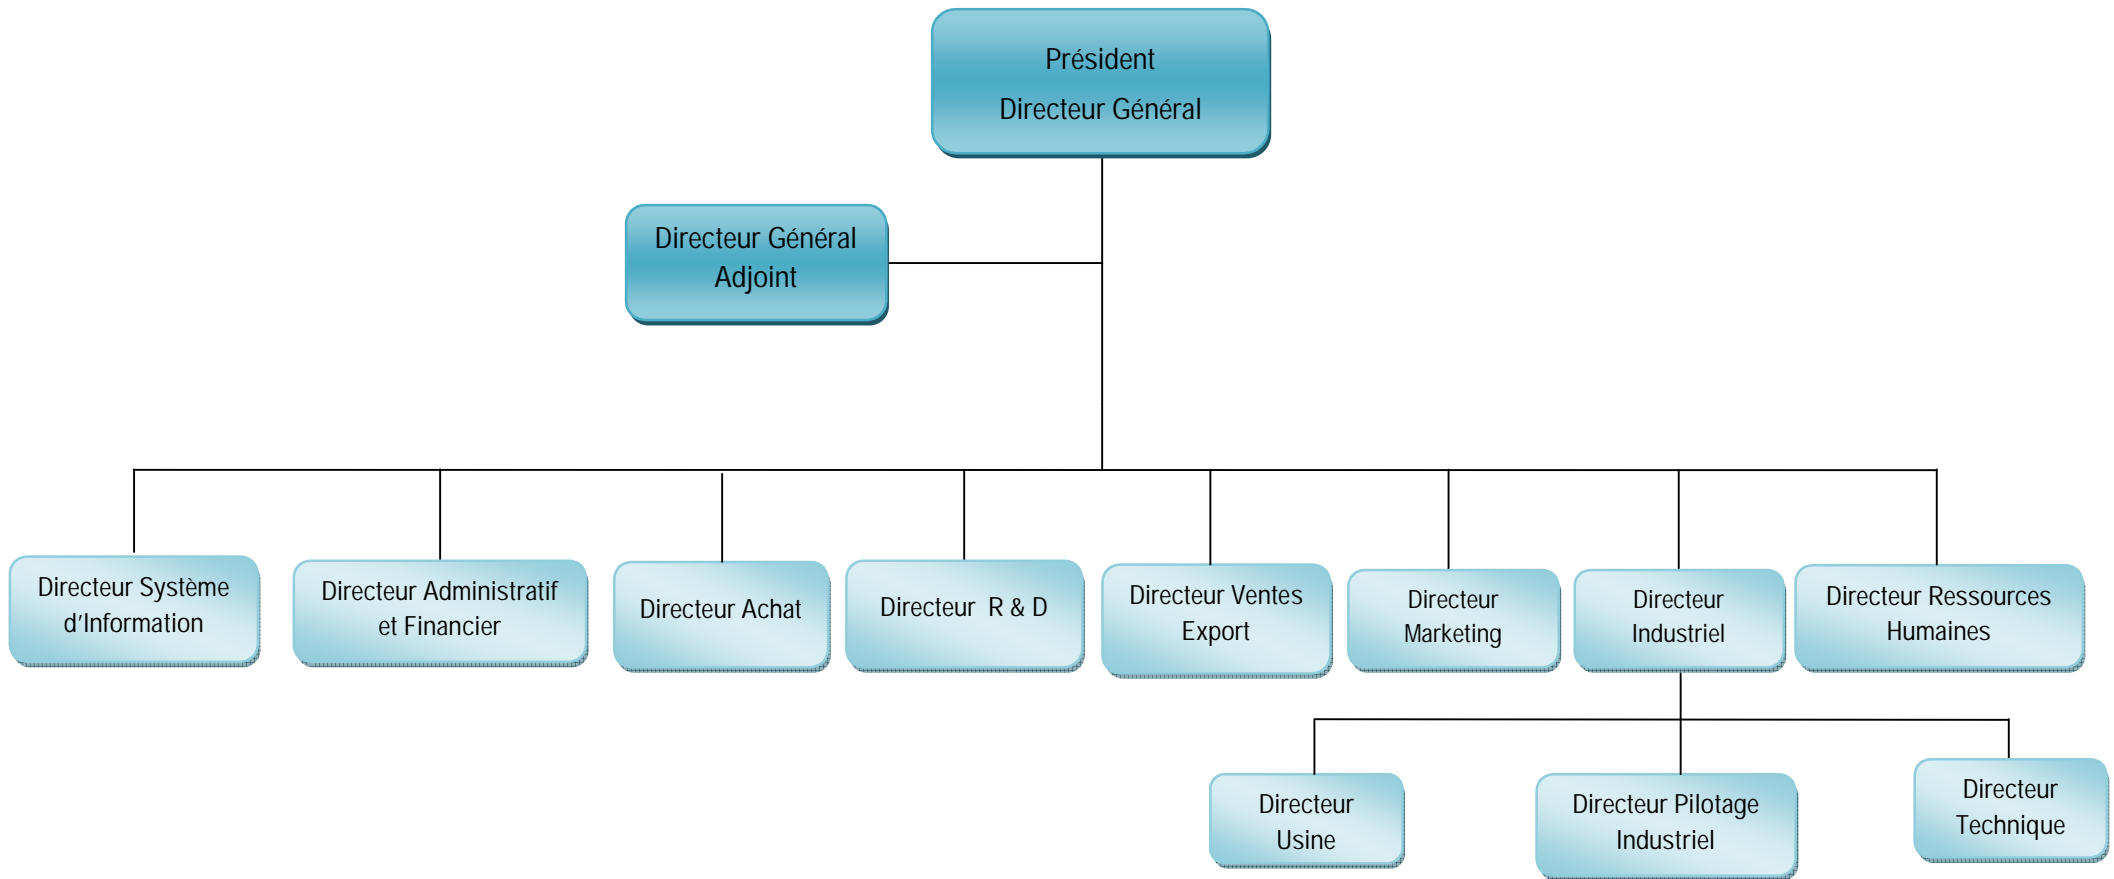 Président
Directeur Général
Directeur Général
Adjoint
Directeur Système
d'Information
Directeur Administratif
et Financier
Directeur Achat
Directeur R & D
Directeur Ventes
Export
Directeur
Marketing
Directeur
Industriel
Directeur Ressources
Humaines
Directeur
Usine
Directeur Pilotage
Industriel
Directeur
Technique